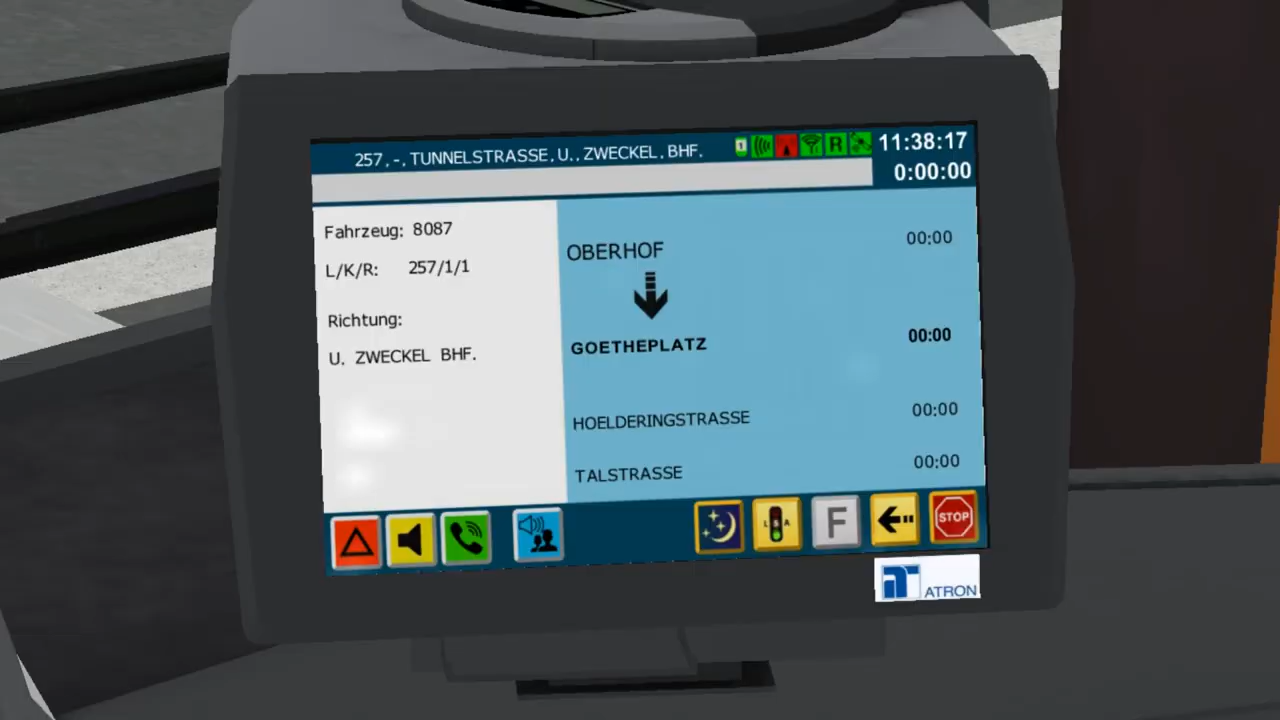 257,-,TUNNELSTRASSE,U., ZWECKEL,BHF.
1
R
11:38:17
0:00:00
Fahrzeug: 8087
L/K/R: 257/1/1
Richtung:
U. ZWECKEL BHF.
OBERHOF 00:00
GOETHEPLATZ 00:00
HOELDERINGSTRASSE 00:00
TALSTRASSE 00:00
L S A
F
STOP
ATRON